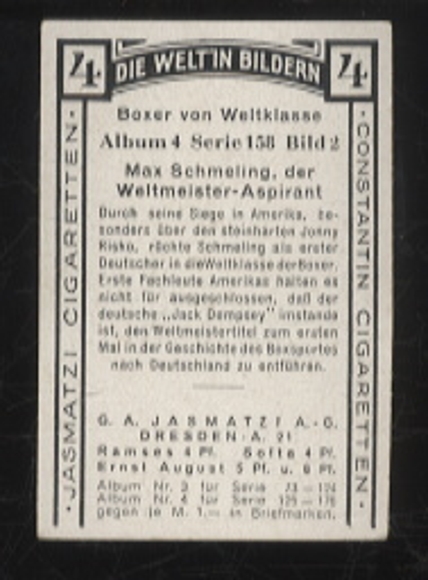 4 DIE WELT IN BILDERN 4
Boxer von Weltklasse
Album 4 Serie 158 Bild 2
Max Schmeling, der
Weltmeister-Aspirant
Durch seine Siege in Amerika, be-
sonders über den steinharten Jonny
Risko, rückte Schmeling als erster
Deutscher in die Weltklasse der Boxer.
Erste Fachleute Amerikas halten es
nicht für ausgeschlossen, daß der
deutsche „Jack Dempsey" imstande
ist, den Weltmeistertitel zum ersten
Mal in der Geschichte des Boxsportes
nach Deutschland zu entführen.
G. A. JASMATZI A.-G.
DRESDEN-A. 21
Ramses 4 Pf. Sofie 4 Pf.
Ernst August 5 Pf. u. 6 Pf.
Album Nr. 3 für Serie 73—124
Album Nr. 4 für Serie 125—176
gegen je M. 1.— in Briefmarken.
· JASMATZI CIGARETTEN ·
· CONSTANTIN CIGARETTEN ·